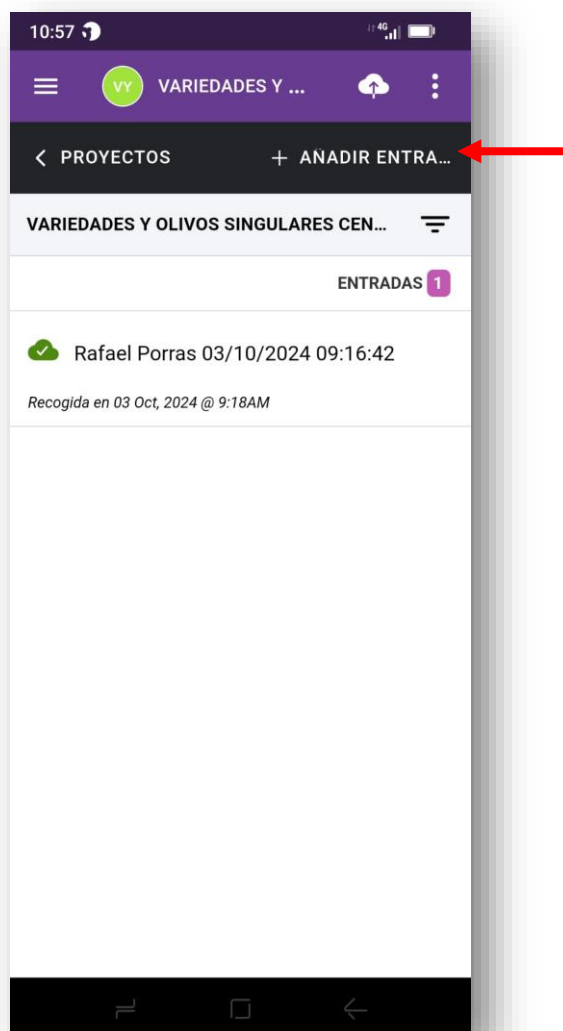 10:57 4G
VY VARIEDADES Y ...
PROYECTOS + AÑADIR ENTRA...
VARIEDADES Y OLIVOS SINGULARES CEN...
ENTRADAS 1
Rafael Porras 03/10/2024 09:16:42
Recogida en 03 Oct, 2024 @ 9:18AM